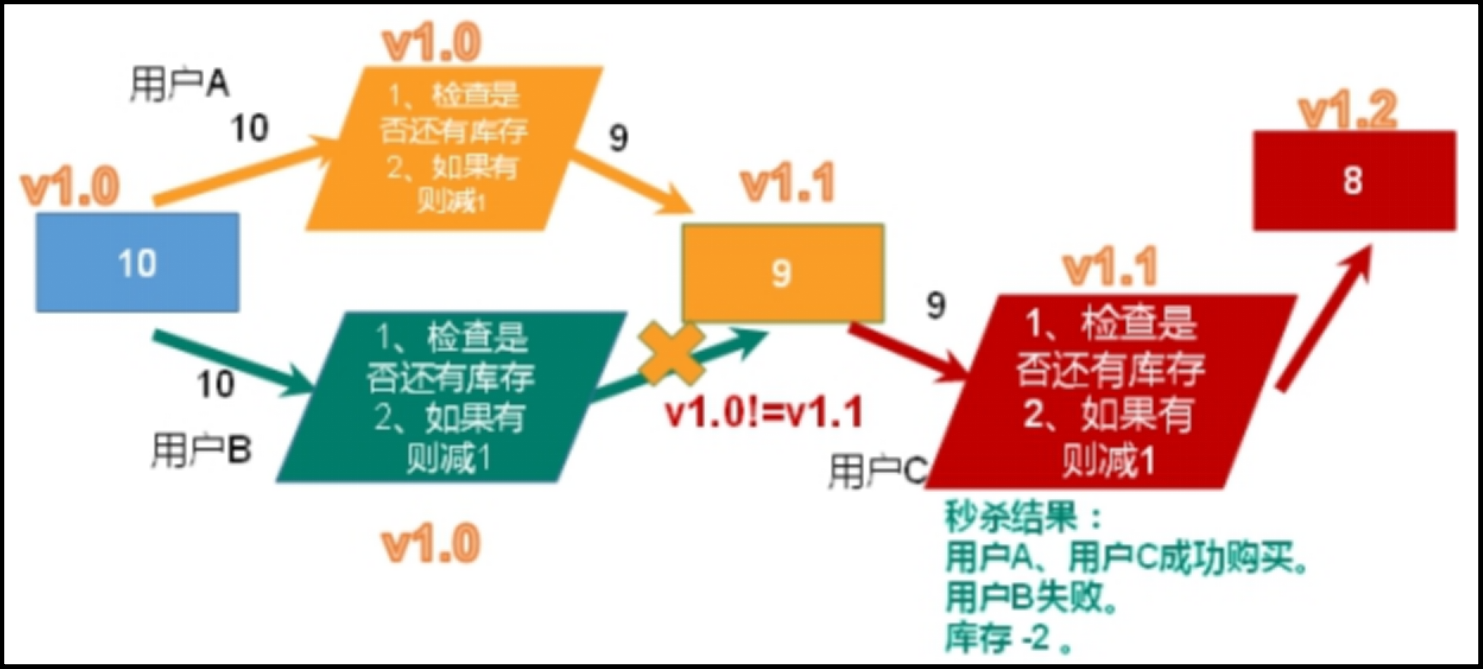 v1.0
用户A
10
1、检查是
否还有库存
2、如果有
则减1
9
v1.0
10
v1.1
9
10
用户B
1、检查是
否还有库存
2、如果有
则减1
v1.0
v1.0!=v1.1
9
用户C
v1.1
1、检查是
否还有库存
2、如果有
则减1
v1.2
8
秒杀结果：
用户A、用户C成功购买。
用户B失败。
库存 -2 。